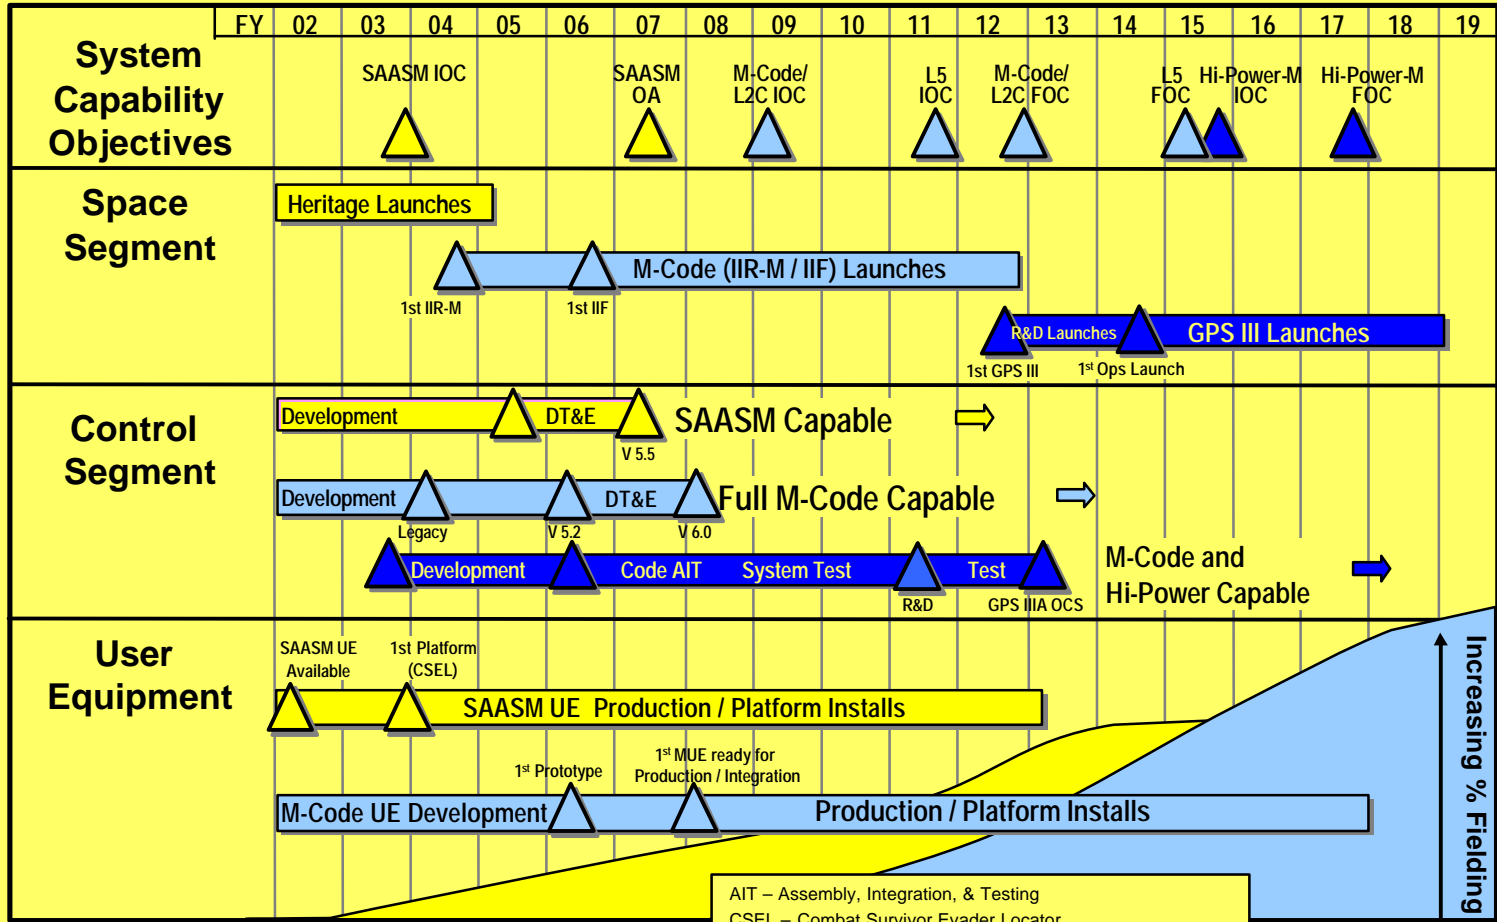 FY 02 03 04 05 06 07 08 09 10 11 12 13 14 15 16 17 18 19
System
Capability
Objectives
SAASM IOC
SAASM
OA
M-Code/
L2C IOC
L5
IOC
M-Code/
L2C FOC
L5
FOC
Hi-Power-M
IOC
Hi-Power-M
FOC
Space
Segment
Heritage Launches
M-Code (IIR-M / IIF) Launches
1st IIR-M
1st IIF
R&D Launches
GPS III Launches
1st GPS III
1st Ops Launch
Control
Segment
Development
DT&E
SAASM Capable
V 5.5
Development
DT&E
Full M-Code Capable
Legacy
V 5.2
V 6.0
Development
Code AIT
System Test
Test
R&D
GPS IIIA OCS
M-Code and
Hi-Power Capable
User
Equipment
SAASM UE
Available
1st Platform
(CSEL)
SAASM UE Production / Platform Installs
1st Prototype
1st MUE ready for
Production / Integration
M-Code UE Development
Production / Platform Installs
Increasing % Fielding
AIT – Assembly, Integration, & Testing
CSEL – Combat Survivor Evader Locator